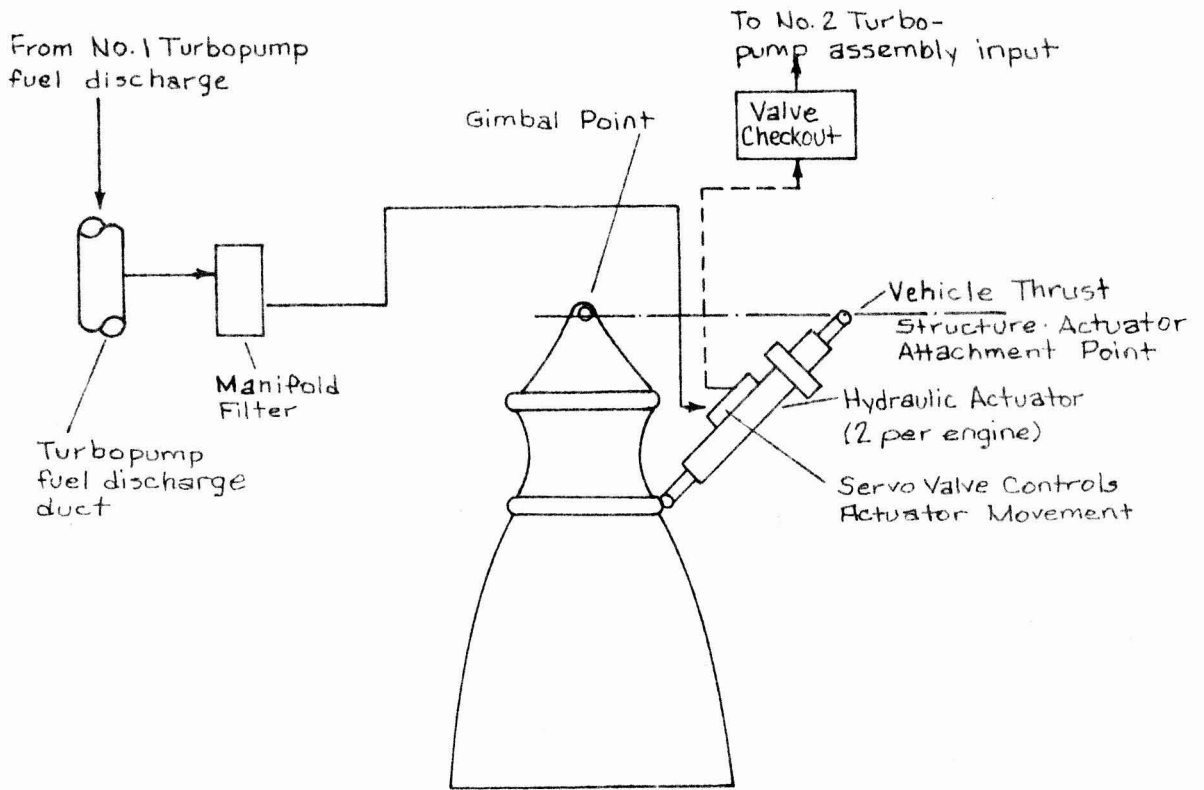 From No.1 Turbopump
fuel discharge
To No.2 Turbo-
pump assembly input
Valve
Checkout
Gimbal Point
Manifold
Filter
Turbopump
fuel discharge
duct
Vehicle Thrust
Structure-Actuator
Attachment Point
Hydraulic Actuator
(2 per engine)
Servo Valve Controls
Actuator Movement